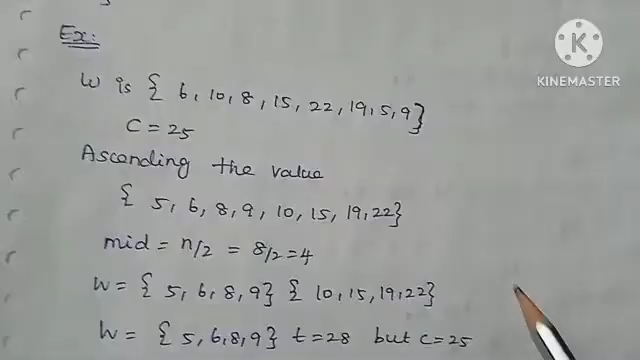 Ex:
K
KINEMASTER
W is { 6, 10, 8, 15, 22, 19, 5, 9}
C = 25
Ascending the value
{ 5, 6, 8, 9, 10, 15, 19, 22}
mid = n/2 = 8/2 = 4
W = { 5, 6, 8, 9} { 10, 15, 19, 22}
W = { 5, 6, 8, 9} t = 28 but C = 25